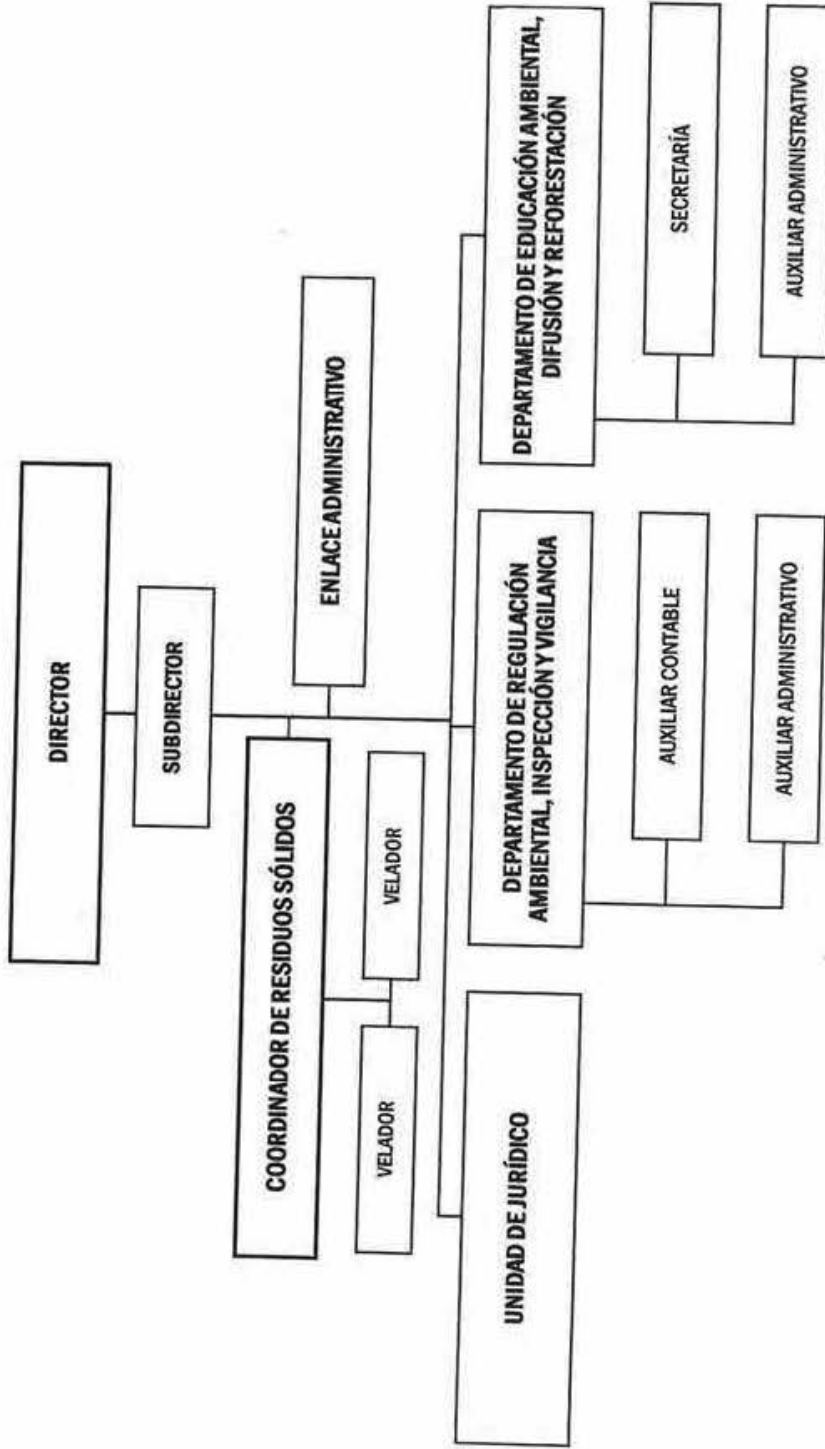 DIRECTOR
SUBDIRECTOR
ENLACE ADMINISTRATIVO
COORDINADOR DE RESIDUOS SÓLIDOS
VELADOR
VELADOR
UNIDAD DE JURÍDICO
DEPARTAMENTO DE REGULACIÓN
AMBIENTAL, INSPECCIÓN Y VIGILANCIA
AUXILIAR CONTABLE
AUXILIAR ADMINISTRATIVO
DEPARTAMENTO DE EDUCACIÓN AMBIENTAL,
DIFUSIÓN Y REFORESTACIÓN
SECRETARÍA
AUXILIAR ADMINISTRATIVO